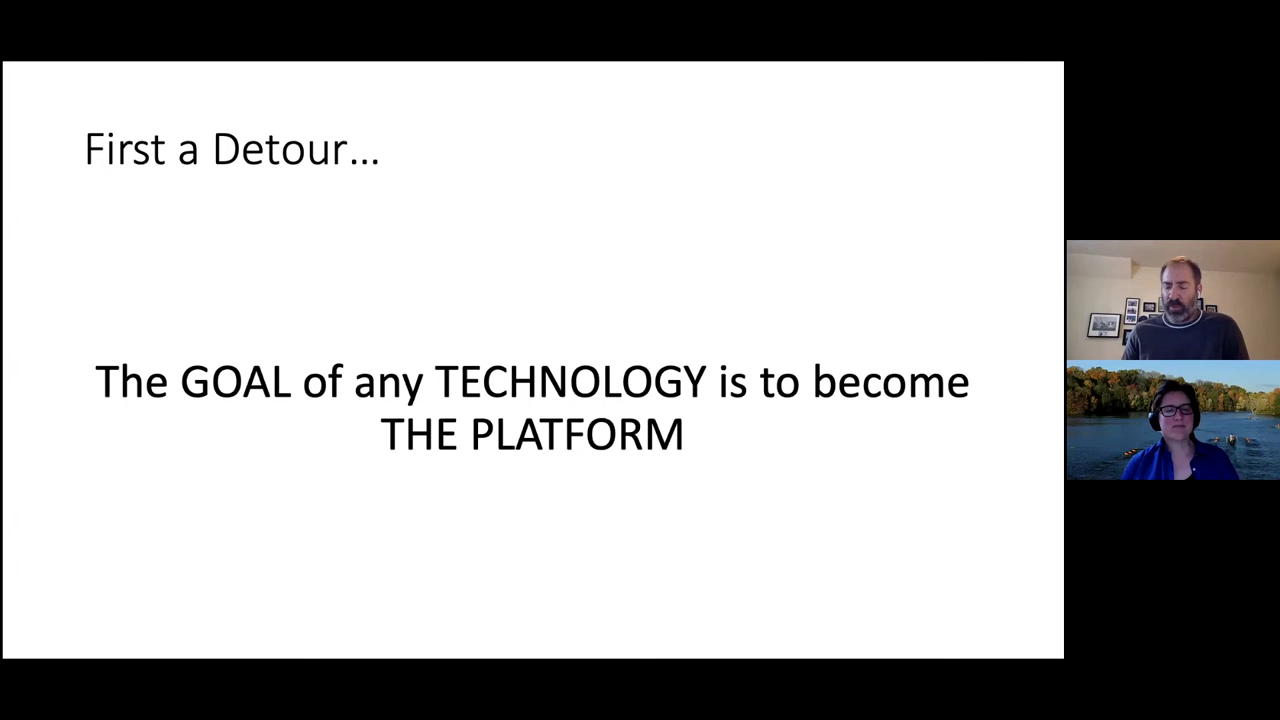 First a Detour...
The GOAL of any TECHNOLOGY is to become
THE PLATFORM